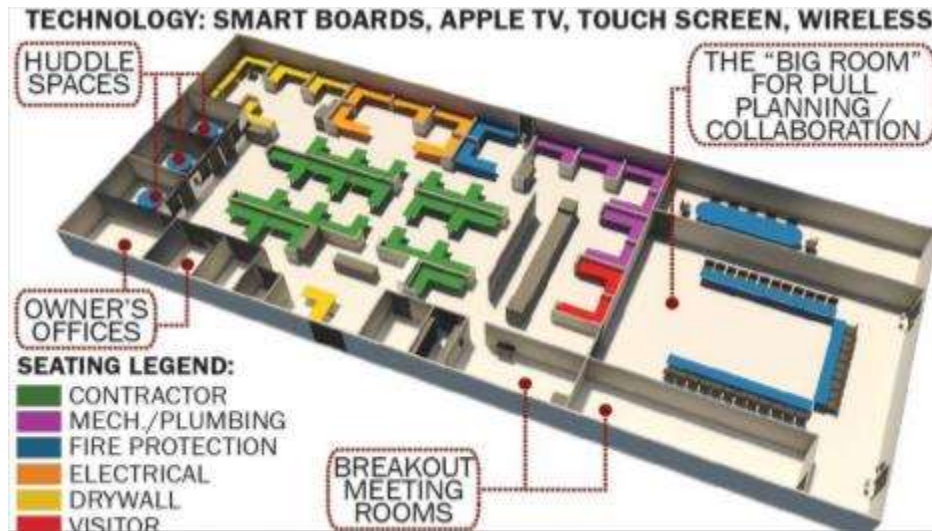 TECHNOLOGY: SMART BOARDS, APPLE TV, TOUCH SCREEN, WIRELESS
HUDDLE
SPACES
THE “BIG ROOM”
FOR PULL
PLANNING /
COLLABORATION
OWNER'S
OFFICES
SEATING LEGEND:
CONTRACTOR
MECH./PLUMBING
FIRE PROTECTION
ELECTRICAL
DRYWALL
VISITOR
BREAKOUT
MEETING
ROOMS